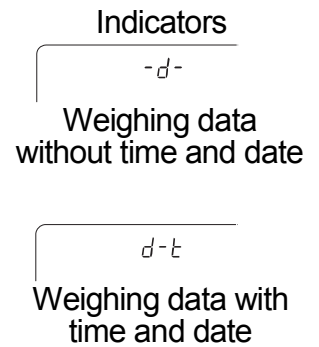 Indicators
-d-
Weighing data
without time and date
d-t
Weighing data with
time and date